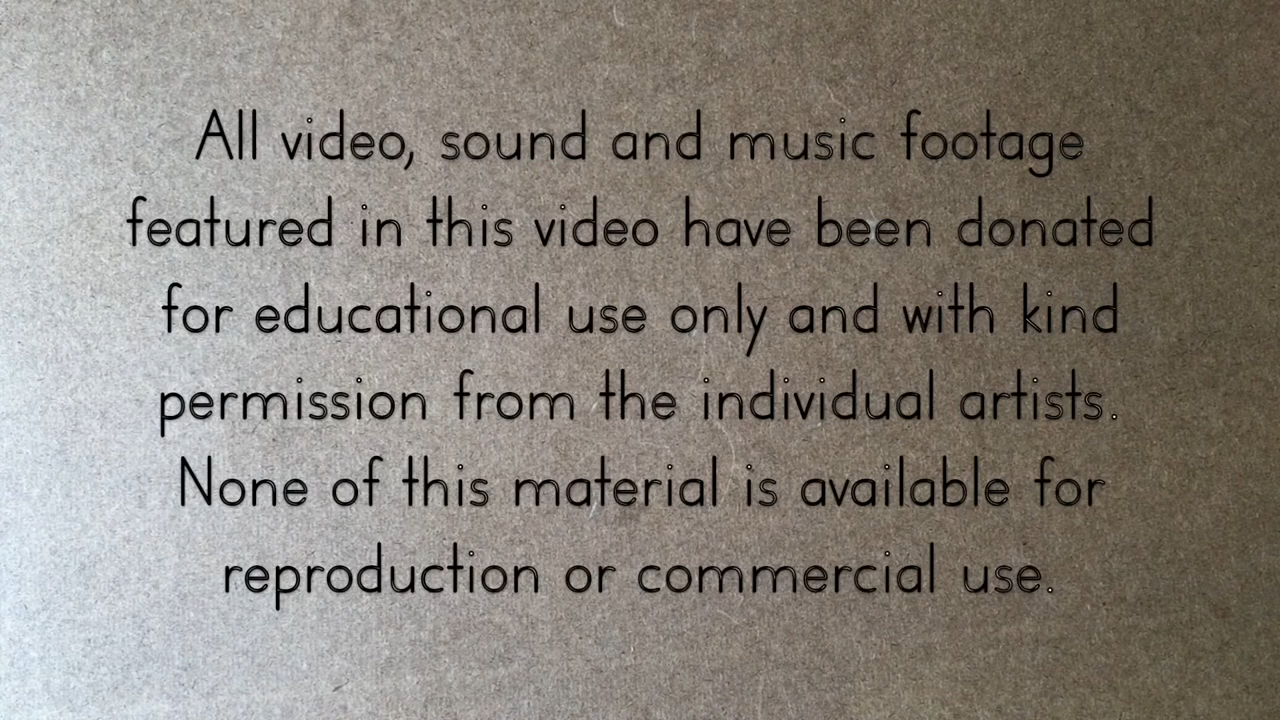 All video, sound and music footage
featured in this video have been donated
for educational use only and with kind
permission from the individual artists.
None of this material is available for
reproduction or commercial use.